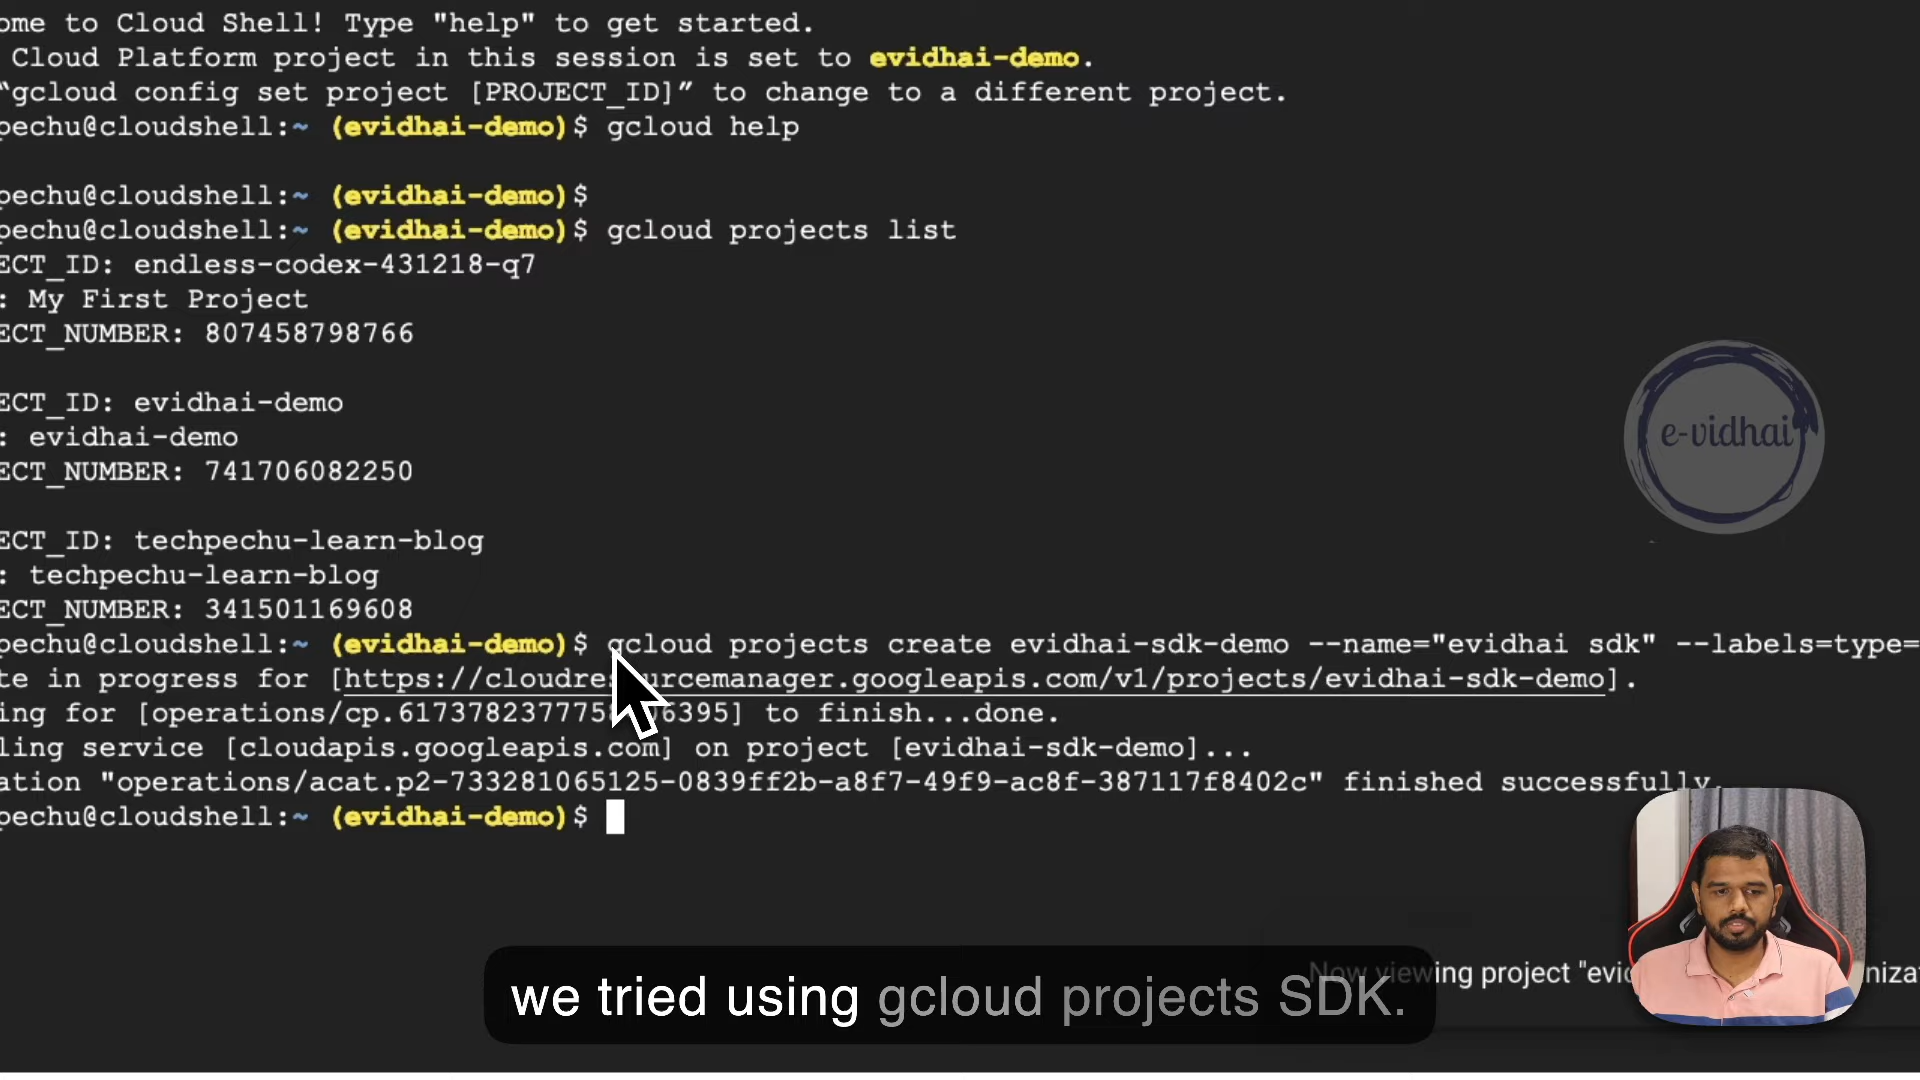 ome to Cloud Shell! Type "help" to get started.
Cloud Platform project in this session is set to evidhai-demo.
“gcloud config set project [PROJECT_ID]” to change to a different project.
pechu@cloudshell:~ (evidhai-demo)$ gcloud help
pechu@cloudshell:~ (evidhai-demo)$
pechu@cloudshell:~ (evidhai-demo)$ gcloud projects list
ECT_ID: endless-codex-431218-q7
: My First Project
ECT_NUMBER: 807458798766
ECT_ID: evidhai-demo
: evidhai-demo
ECT_NUMBER: 741706082250
e-vidhai
ECT_ID: techpechu-learn-blog
: techpechu-learn-blog
ECT_NUMBER: 341501169608
pechu@cloudshell:~ (evidhai-demo)$ gcloud projects create evidhai-sdk-demo --name="evidhai sdk" --labels=type=
te in progress for [https://cloudresourcemanager.googleapis.com/v1/projects/evidhai-sdk-demo].
ing for to finish...done.
ling service [cloudapis.googleapis.com] on project [evidhai-sdk-demo]...
ation "operations/acat.p2-733281065125-0839ff2b-a8f7-49f9-ac8f-387117f8402c" finished successfully.
pechu@cloudshell:~ (evidhai-demo)$
Now viewing project "evid nizat
we tried using gcloud projects SDK.